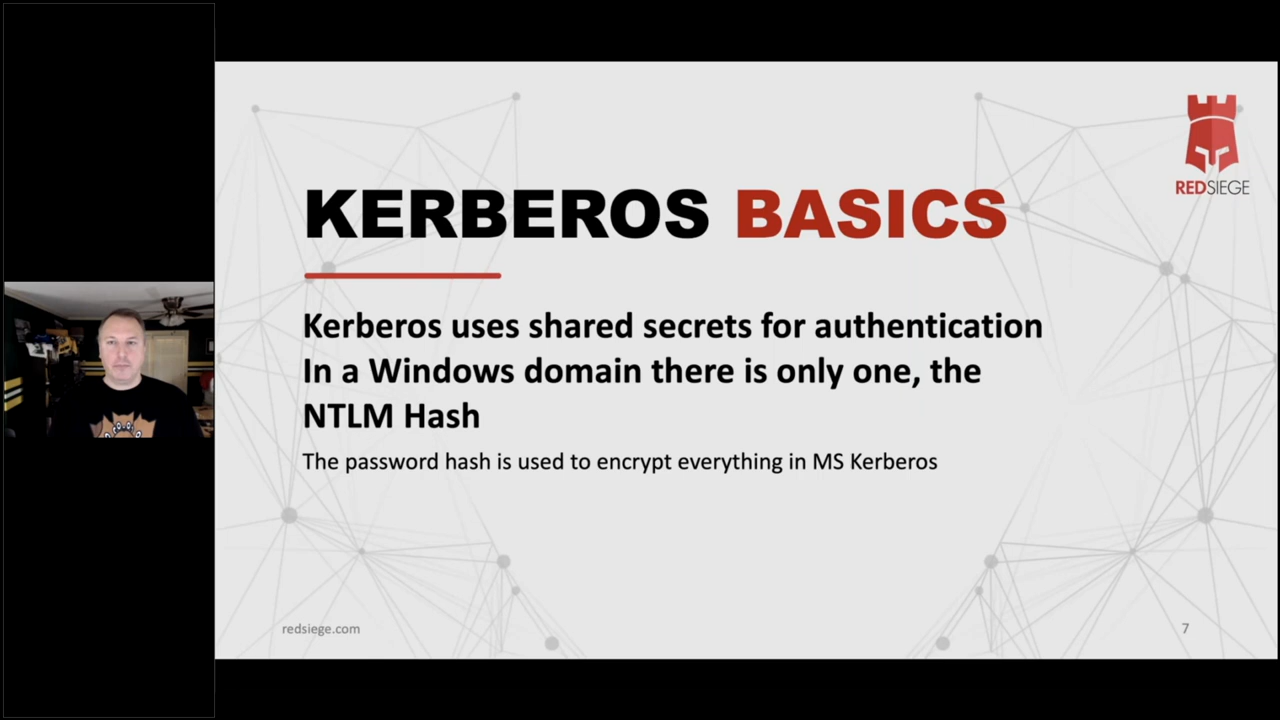 REDSIEGE
KERBEROS BASICS
Kerberos uses shared secrets for authentication
In a Windows domain there is only one, the
NTLM Hash
The password hash is used to encrypt everything in MS Kerberos
redsiege.com
7